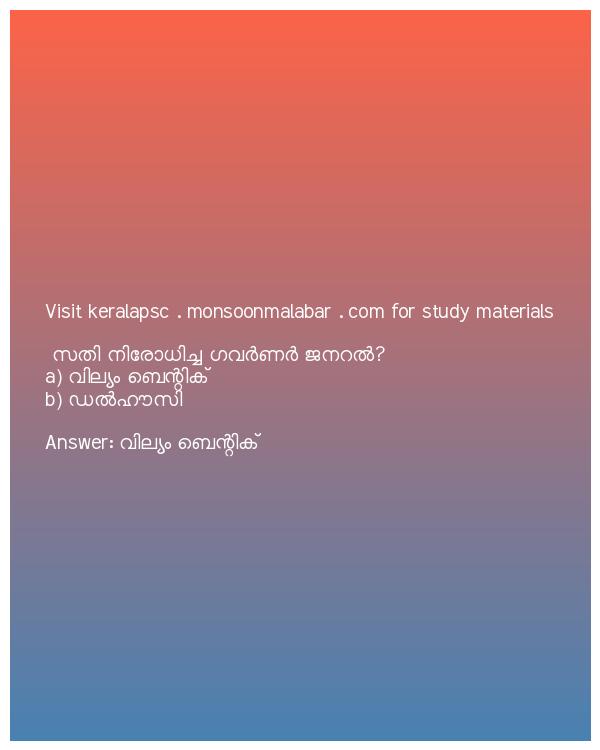 Visit keralapsc . monsoonmalabar . com for study materials
സതി നിരോധിച്ച ഗവർണർ ജനറൽ?
a) വില്യം ബെന്റിക്
b) ഡൽഹൗസി
Answer: വില്യം ബെന്റിക്